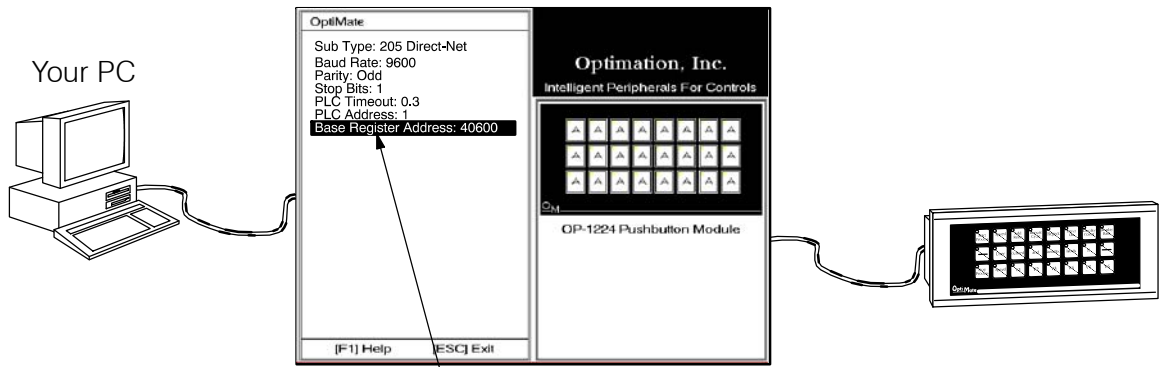 Your PC
OptiMate
Sub Type: 205 Direct-Net
Baud Rate: 9600
Parity: Odd
Stop Bits: 1
PLC Timeout: 0.3
PLC Address: 1
Base Register Address: 40600
[F1] Help [ESC] Exit
Optimation, Inc.
Intelligent Peripherals For Controls
A A A A A A A A
A A A A A A A A
A A A A A A A A
OM
OP-1224 Pushbutton Module
OptiMate